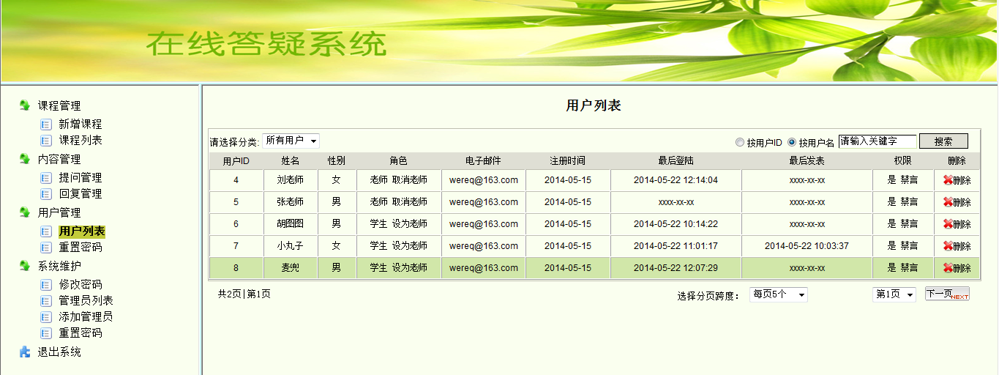 在线答疑系统
课程管理
新增课程
课程列表
内容管理
提问管理
回复管理
用户管理
用户列表
重置密码
系统维护
修改密码
管理员列表
添加管理员
重置密码
退出系统
用户列表
请选择分类: 所有用户 按用户ID 按用户名 请输入关键字 搜索
用户ID 姓名 性别 角色 电子邮件 注册时间 最后登陆 最后发表 权限 删除
4 刘老师 女 老师 取消老师 wereq@163.com 2014-05-15 2014-05-22 12:14:04 xxxx-xx-xx 是 禁言 删除
5 张老师 男 老师 取消老师 wereq@163.com 2014-05-15 xxxx-xx-xx xxxx-xx-xx 是 禁言 删除
6 胡图图 男 学生 设为老师 wereq@163.com 2014-05-15 2014-05-22 10:14:22 xxxx-xx-xx 是 禁言 删除
7 小丸子 女 学生 设为老师 wereq@163.com 2014-05-15 2014-05-22 11:01:17 2014-05-22 10:03:37 是 禁言 删除
8 麦兜 男 学生 设为老师 wereq@163.com 2014-05-15 2014-05-22 12:07:29 xxxx-xx-xx 是 禁言 删除
共2页|第1页 选择分页跨度： 每页5个 第1页 下一页 NEXT